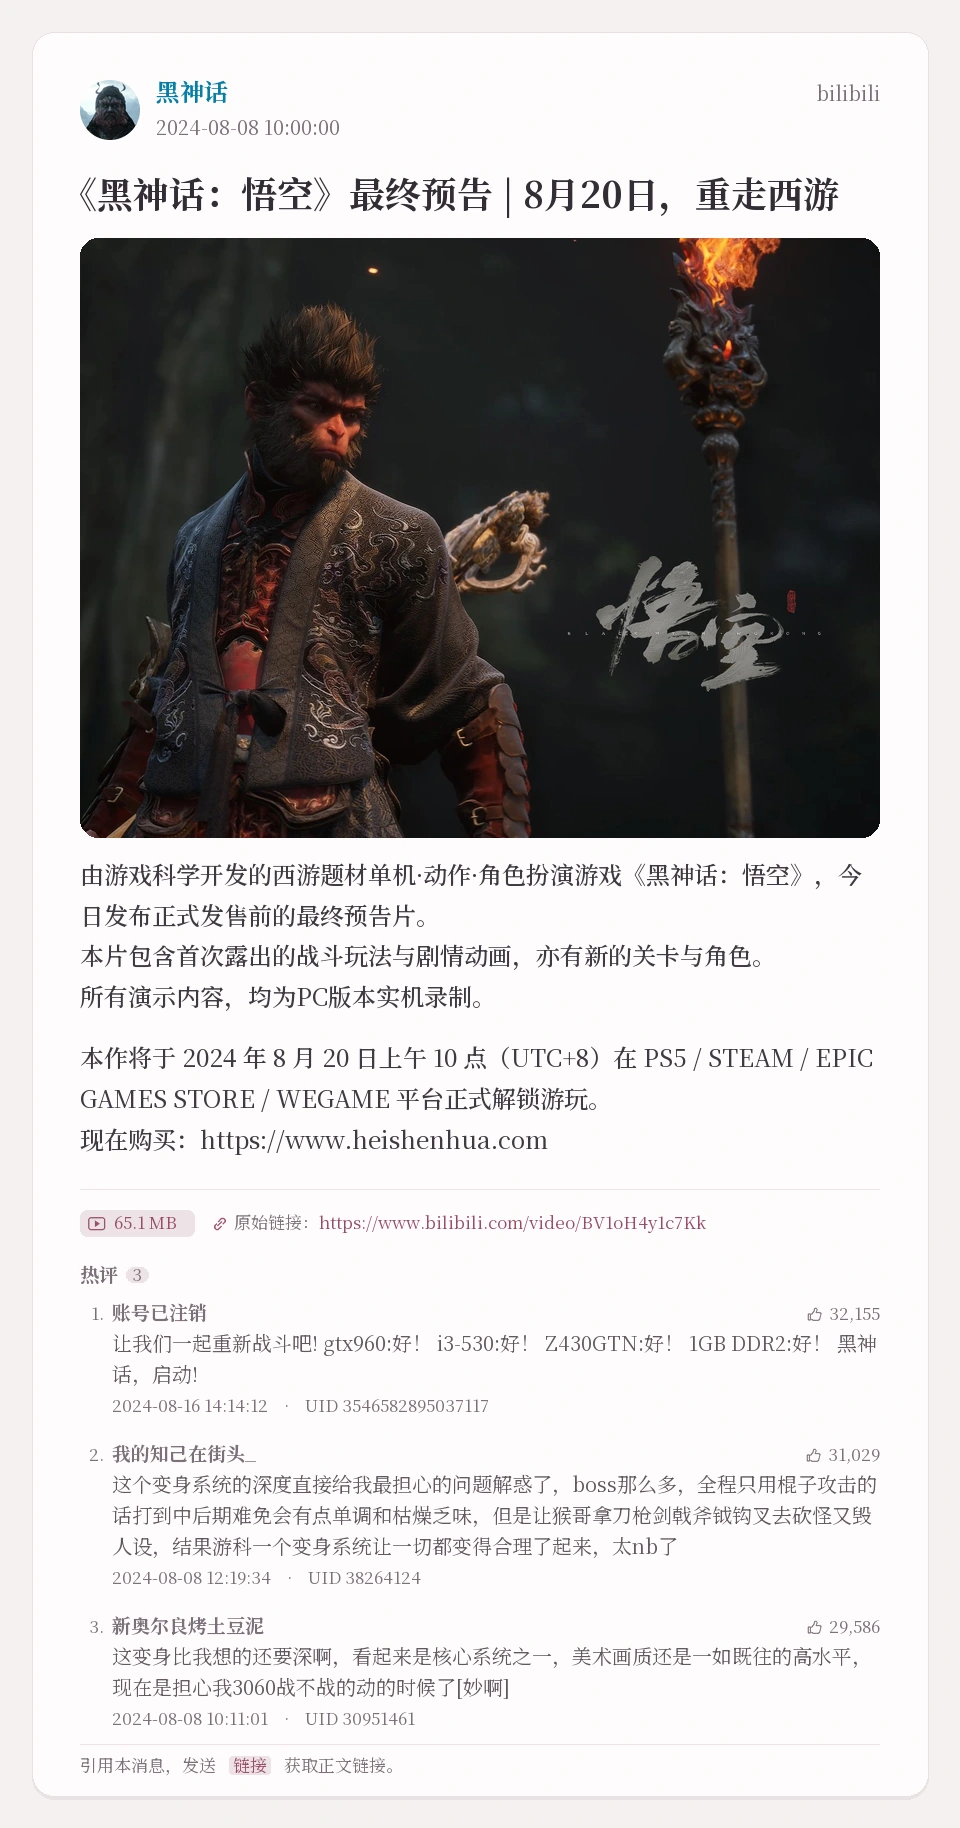 黑神话
bilibili
2024-08-08 10:00:00
《黑神话：悟空》最终预告 | 8月20日，重走西游
悟空
由游戏科学开发的西游题材单机·动作·角色扮演游戏《黑神话：悟空》，今
日发布正式发售前的最终预告片。
本片包含首次露出的战斗玩法与剧情动画，亦有新的关卡与角色。
所有演示内容，均为PC版本实机录制。
本作将于 2024 年 8 月 20 日上午 10 点（UTC+8）在 PS5 / STEAM / EPIC
GAMES STORE / WEGAME 平台正式解锁游玩。
现在购买：https://www.heishenhua.com
65.1 MB 原始链接：https://www.bilibili.com/video/BV1oH4y1c7Kk
热评 3
1. 账号已注销 32,155
让我们一起重新战斗吧! gtx960:好！ i3-530:好！ Z430GTN:好！ 1GB DDR2:好！ 黑神
话，启动!
2024-08-16 14:14:12 · UID 3546582895037117
2. 我的知己在街头_ 31,029
这个变身系统的深度直接给我最担心的问题解惑了，boss那么多，全程只用棍子攻击的
话打到中后期难免会有点单调和枯燥乏味，但是让猴哥拿刀枪剑戟斧钺钩叉去砍怪又毁
人设，结果游科一个变身系统让一切都变得合理了起来，太nb了
2024-08-08 12:19:34 · UID 38264124
3. 新奥尔良烤土豆泥 29,586
这变身比我想的还要深啊，看起来是核心系统之一，美术画质还是一如既往的高水平，
现在是担心我3060战不战的动的时候了[妙啊]
2024-08-08 10:11:01 · UID 30951461
引用本消息，发送 链接 获取正文链接。